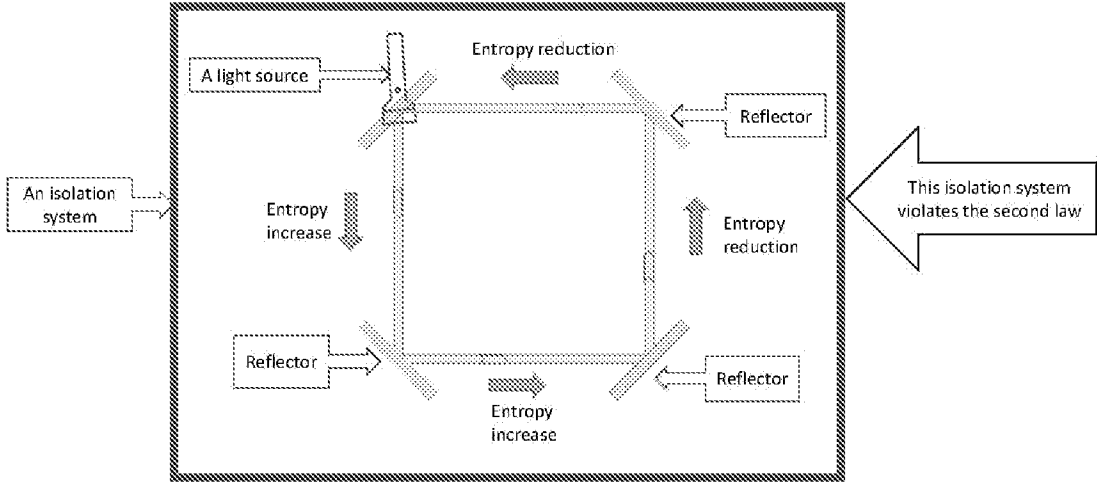 Entropy reduction
A light source
Reflector
An isolation
system
This isolation system
violates the second law
Entropy
increase
Entropy
reduction
Reflector
Reflector
Entropy
increase